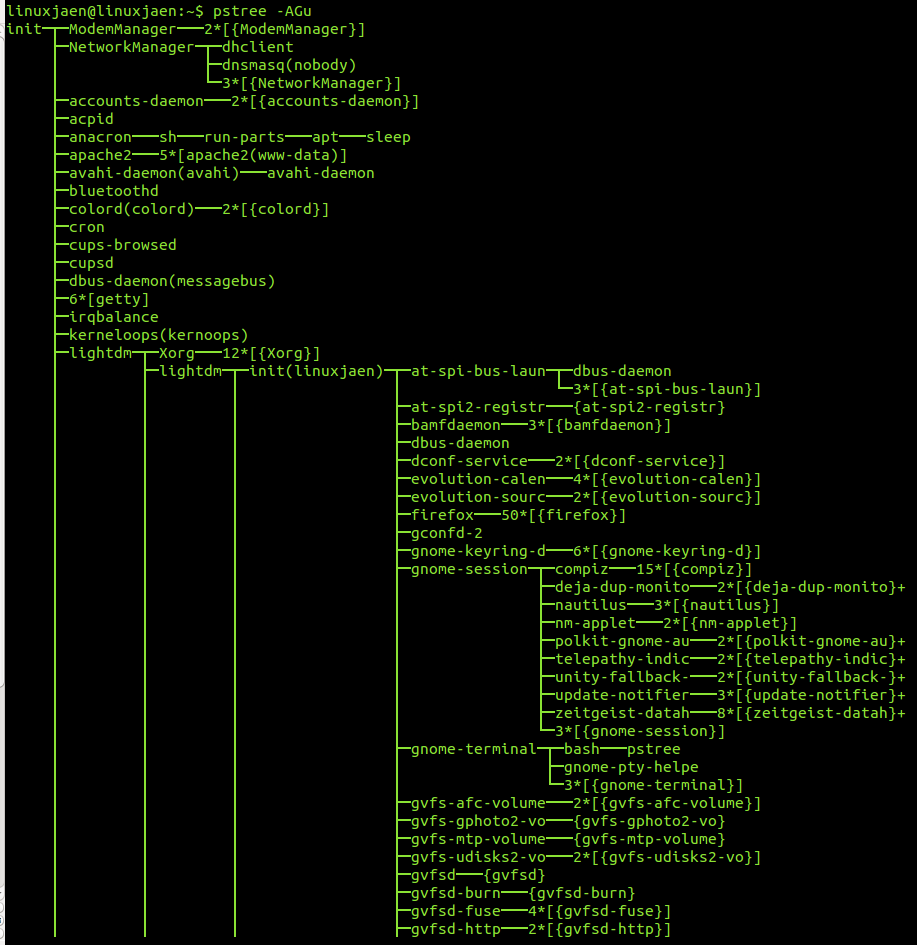 linuxjaen@linuxjaen:~$ pstree -AGu
init─┬─ModemManager───2*[{ModemManager}]
     ├─NetworkManager─┬─dhclient
     │                ├─dnsmasq(nobody)
     │                └─3*[{NetworkManager}]
     ├─accounts-daemon───2*[{accounts-daemon}]
     ├─acpid
     ├─anacron───sh───run-parts───apt───sleep
     ├─apache2───5*[apache2(www-data)]
     ├─avahi-daemon(avahi)───avahi-daemon
     ├─bluetoothd
     ├─colord(colord)───2*[{colord}]
     ├─cron
     ├─cups-browsed
     ├─cupsd
     ├─dbus-daemon(messagebus)
     ├─6*[getty]
     ├─irqbalance
     ├─kerneloops(kernoops)
     ├─lightdm─┬─Xorg───12*[{Xorg}]
     │         ├─lightdm─┬─init(linuxjaen)─┬─at-spi-bus-laun─┬─dbus-daemon
     │         │         │                 │                 └─3*[{at-spi-bus-laun}]
     │         │         │                 ├─at-spi2-registr───{at-spi2-registr}
     │         │         │                 ├─bamfdaemon───3*[{bamfdaemon}]
     │         │         │                 ├─dbus-daemon
     │         │         │                 ├─dconf-service───2*[{dconf-service}]
     │         │         │                 ├─evolution-calen───4*[{evolution-calen}]
     │         │         │                 ├─evolution-sourc───2*[{evolution-sourc}]
     │         │         │                 ├─firefox───50*[{firefox}]
     │         │         │                 ├─gconfd-2
     │         │         │                 ├─gnome-keyring-d───6*[{gnome-keyring-d}]
     │         │         │                 ├─gnome-session─┬─compiz───15*[{compiz}]
     │         │         │                 │               ├─deja-dup-monito───2*[{deja-dup-monito}+
     │         │         │                 │               ├─nautilus───3*[{nautilus}]
     │         │         │                 │               ├─nm-applet───2*[{nm-applet}]
     │         │         │                 │               ├─polkit-gnome-au───2*[{polkit-gnome-au}+
     │         │         │                 │               ├─telepathy-indic───2*[{telepathy-indic}+
     │         │         │                 │               ├─unity-fallback-───2*[{unity-fallback-}+
     │         │         │                 │               ├─update-notifier───3*[{update-notifier}+
     │         │         │                 │               ├─zeitgeist-datah───8*[{zeitgeist-datah}+
     │         │         │                 │               └─3*[{gnome-session}]
     │         │         │                 ├─gnome-terminal─┬─bash───pstree
     │         │         │                 │                ├─gnome-pty-helpe
     │         │         │                 │                └─3*[{gnome-terminal}]
     │         │         │                 ├─gvfs-afc-volume───2*[{gvfs-afc-volume}]
     │         │         │                 ├─gvfs-gphoto2-vo───{gvfs-gphoto2-vo}
     │         │         │                 ├─gvfs-mtp-volume───{gvfs-mtp-volume}
     │         │         │                 ├─gvfs-udisks2-vo───2*[{gvfs-udisks2-vo}]
     │         │         │                 ├─gvfsd───{gvfsd}
     │         │         │                 ├─gvfsd-burn───{gvfsd-burn}
     │         │         │                 ├─gvfsd-fuse───4*[{gvfsd-fuse}]
     │         │         │                 ├─gvfsd-http───2*[{gvfsd-http}]